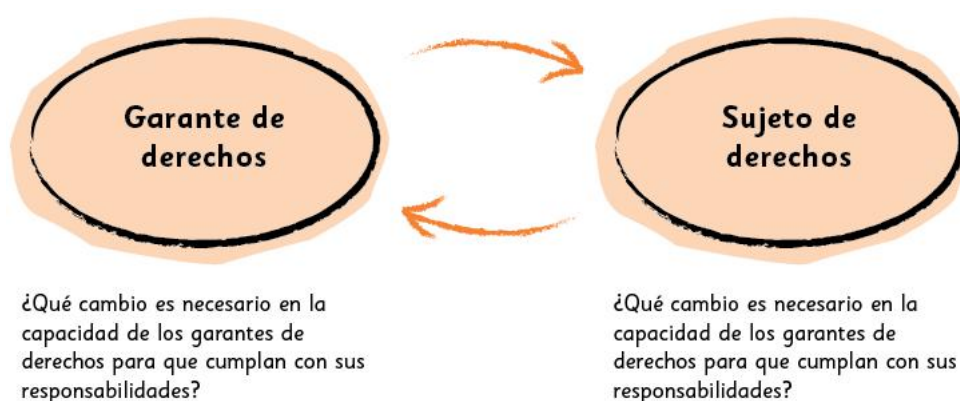 Garante de
derechos
Sujeto de
derechos
¿Qué cambio es necesario en la
capacidad de los garantes de
derechos para que cumplan con sus
responsabilidades?
¿Qué cambio es necesario en la
capacidad de los garantes de
derechos para que cumplan con sus
responsabilidades?